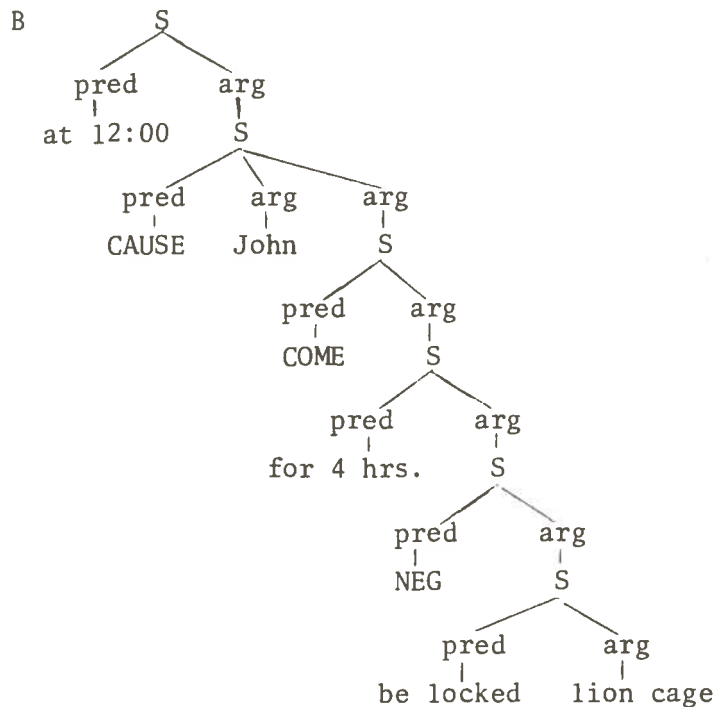 B S
pred arg
at 12:00 S
pred arg arg
CAUSE John S
pred arg
COME S
pred arg
for 4 hrs. S
pred arg
NEG S
pred arg
be locked lion cage